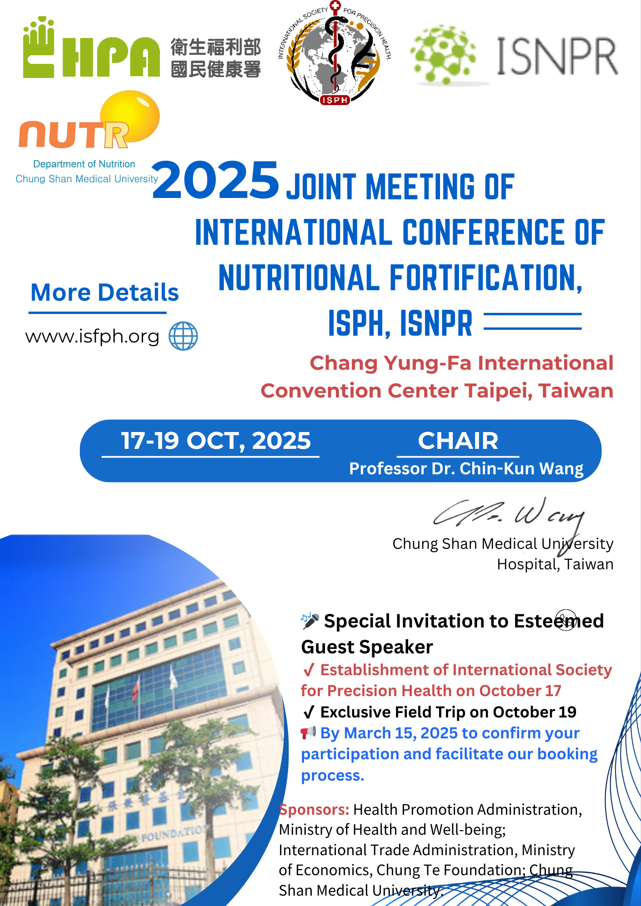 HPA 衛生福利部
國民健康署
INTERNATIONAL SOCIETY FOR PRECISION HEALTH
ISPH
ISNPR
NUTR
Department of Nutrition
Chung Shan Medical University
2025 JOINT MEETING OF
INTERNATIONAL CONFERENCE OF
NUTRITIONAL FORTIFICATION,
ISPH, ISNPR
More Details
www.isfph.org
Chang Yung-Fa International
Convention Center Taipei, Taiwan
17-19 OCT, 2025
CHAIR
Professor Dr. Chin-Kun Wang
Chung Shan Medical University
Hospital, Taiwan
Special Invitation to Esteemed
Guest Speaker
✓ Establishment of International Society
for Precision Health on October 17
✓ Exclusive Field Trip on October 19
By March 15, 2025 to confirm your
participation and facilitate our booking
process.
Sponsors: Health Promotion Administration,
Ministry of Health and Well-being;
International Trade Administration, Ministry
of Economics, Chung Te Foundation; Chung
Shan Medical University.
FOUNDATION